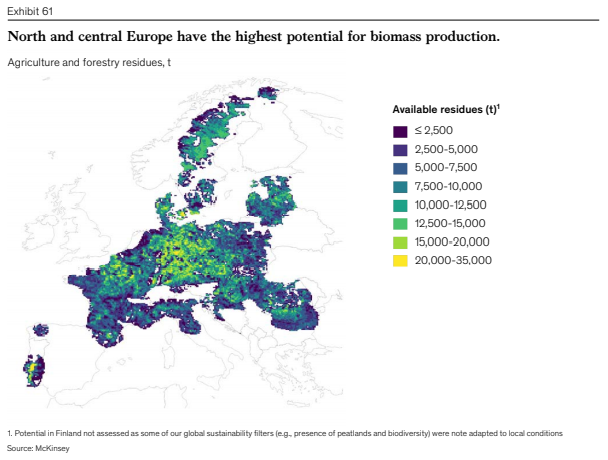 Exhibit 61
North and central Europe have the highest potential for biomass production.
Agriculture and forestry residues, t
Available residues (t)¹
≤ 2,500
2,500-5,000
5,000-7,500
7,500-10,000
10,000-12,500
12,500-15,000
15,000-20,000
20,000-35,000
1. Potential in Finland not assessed as some of our global sustainability filters (e.g., presence of peatlands and biodiversity) were note adapted to local conditions
Source: McKinsey